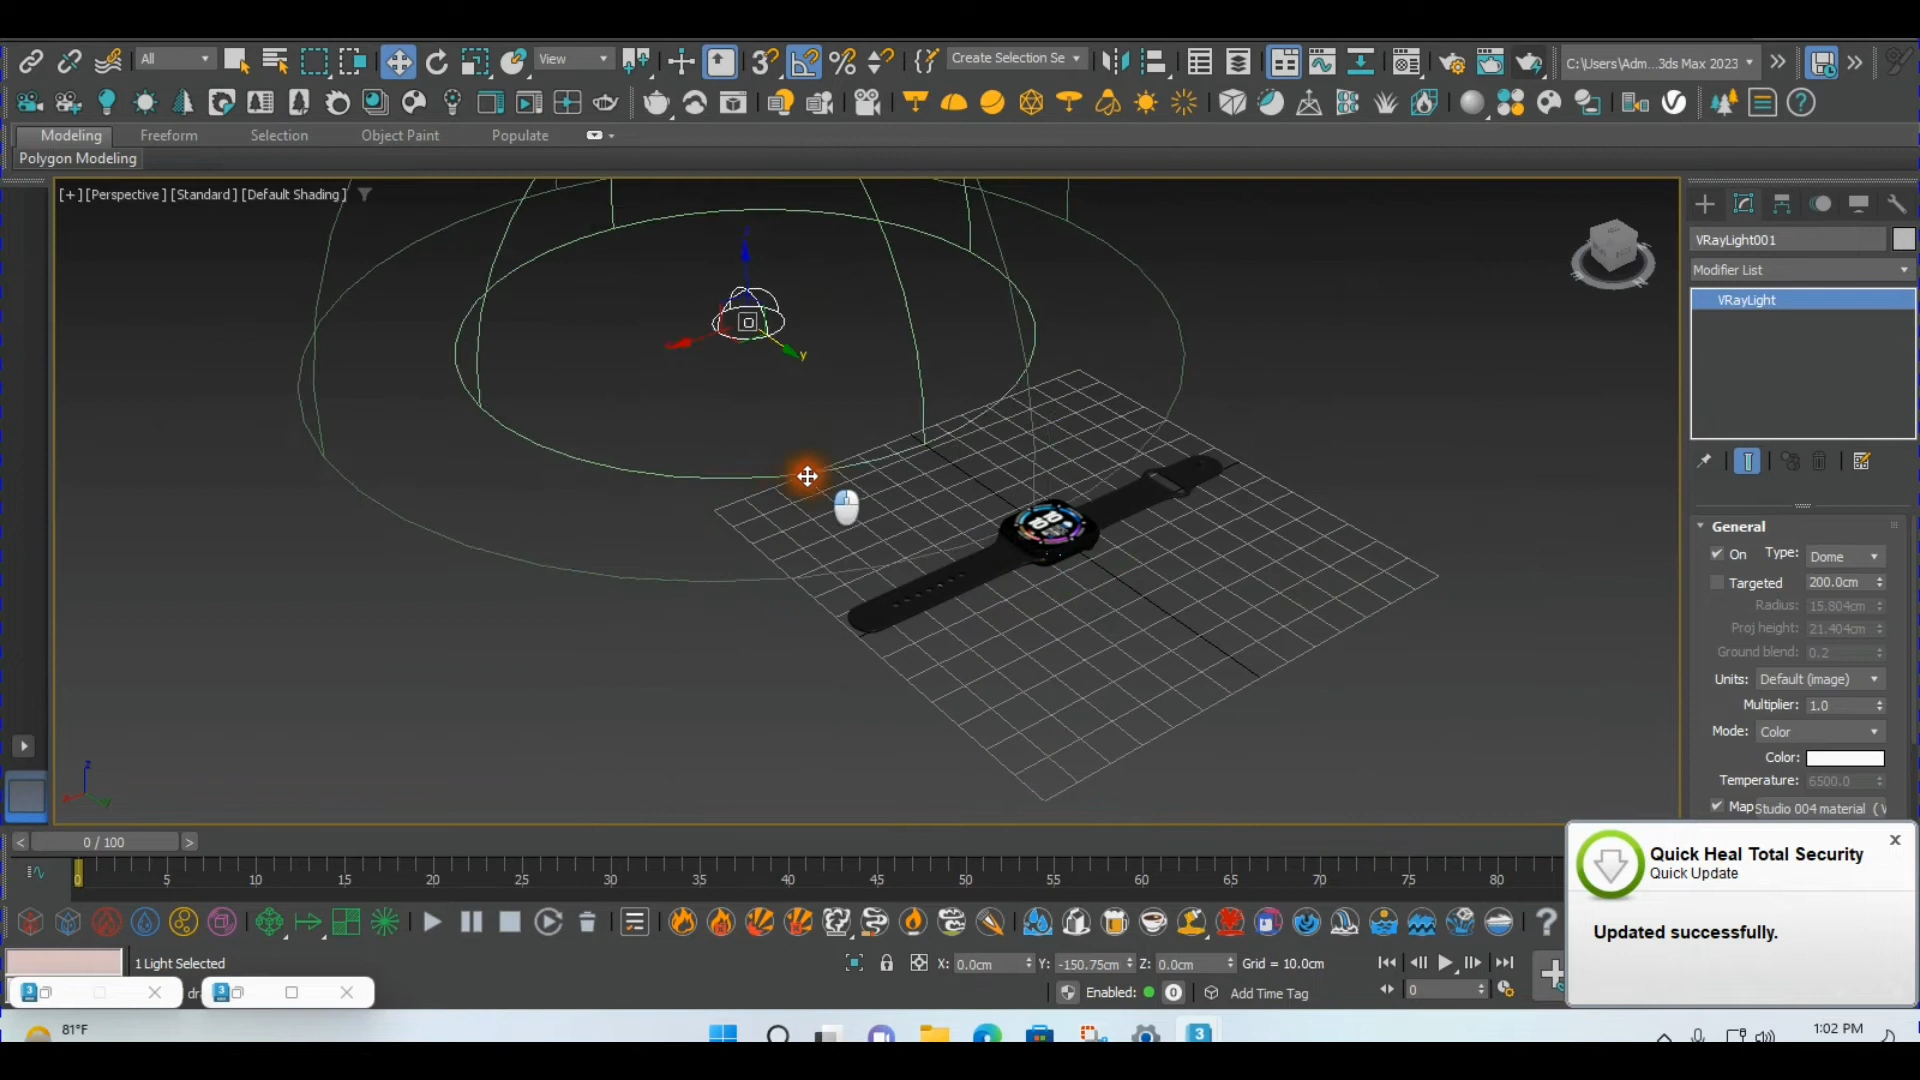 All
View
Create Selection Se
C:\Users\Adm...3ds Max 2023
Modeling
Freeform
Selection
Object Paint
Populate
Polygon Modeling
[+] [Perspective] [Standard] [Default Shading]
VRayLight001
Modifier List
VRayLight
General
On
Type:
Dome
Targeted
200.0cm
Radius:
15.804cm
Proj height:
21.404cm
Ground blend:
0.2
Units:
Default (image)
Multiplier:
1.0
Mode:
Color
Color:
Temperature:
6500.0
Map
Studio 004 material ( V
y
10
10
z
0 / 100
0
5
10
15
20
25
30
35
40
45
50
55
60
65
70
75
80
Quick Heal Total Security
Quick Update
Updated successfully.
1 Light Selected
X:
0.0cm
Y:
-150.75cm
Z:
0.0cm
Grid = 10.0cm
Enabled:
0
Add Time Tag
0
81°F
1:02 PM